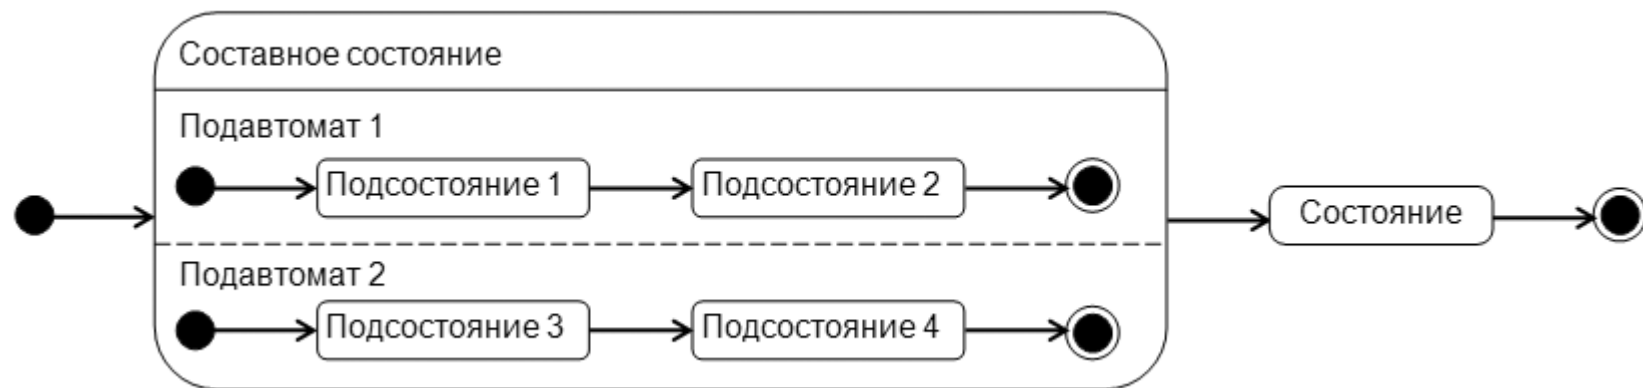 Составное состояние
Подавтомат 1
Подсостояние 1
Подсостояние 2
Состояние
Подавтомат 2
Подсостояние 3
Подсостояние 4